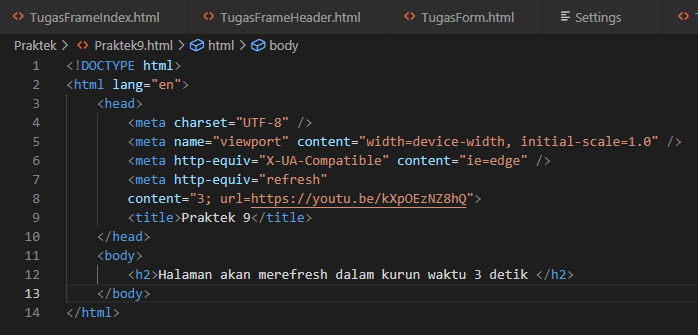 TugasFrameIndex.html TugasFrameHeader.html TugasForm.html Settings
Praktek > Praktek9.html > html > body
1 <!DOCTYPE html>
2 <html lang="en">
3 <head>
4 <meta charset="UTF-8" />
5 <meta name="viewport" content="width=device-width, initial-scale=1.0" />
6 <meta http-equiv="X-UA-Compatible" content="ie=edge" />
7 <meta http-equiv="refresh"
8 content="3; url=https://youtu.be/kXpOEzNZ8hQ">
9 <title>Praktek 9</title>
10 </head>
11 <body>
12 <h2>Halaman akan merefresh dalam kurun waktu 3 detik </h2>
13 </body>
14 </html>